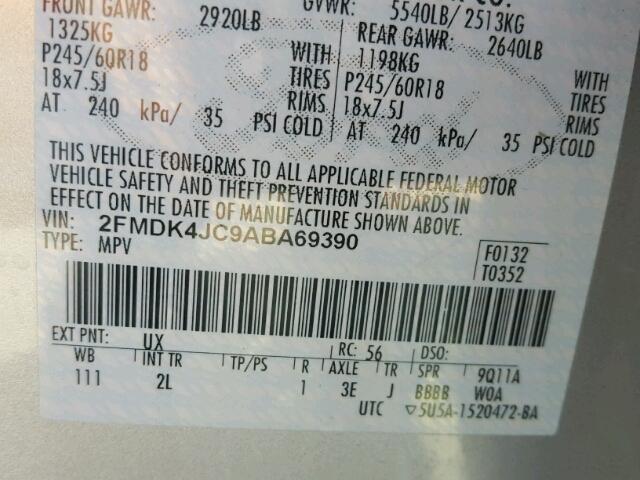 FRONT GAWR: 2920LB GVWR: 5540LB/ 2513KG
1325KG WITH REAR GAWR: 2640LB
P245/60R18 TIRES 1198KG WITH
18x7.5J RIMS P245/60R18 TIRES
AT 240 kPa/ 35 PSI COLD 18x7.5J RIMS
AT 240 kPa/ 35 PSI COLD
THIS VEHICLE CONFORMS TO ALL APPLICABLE FEDERAL MOTOR
VEHICLE SAFETY AND THEFT PREVENTION STANDARDS IN
EFFECT ON THE DATE OF MANUFACTURE SHOWN ABOVE.
VIN: 2FMDK4JC9ABA69390
TYPE: MPV
F0132
T0352
EXT PNT: UX RC: 56 DSO:
WB INT TR TP/PS R AXLE TR SPR 9Q11A
111 2L 1 3E J BBBB WOA
UTC ▽5U5A-1520472-BA